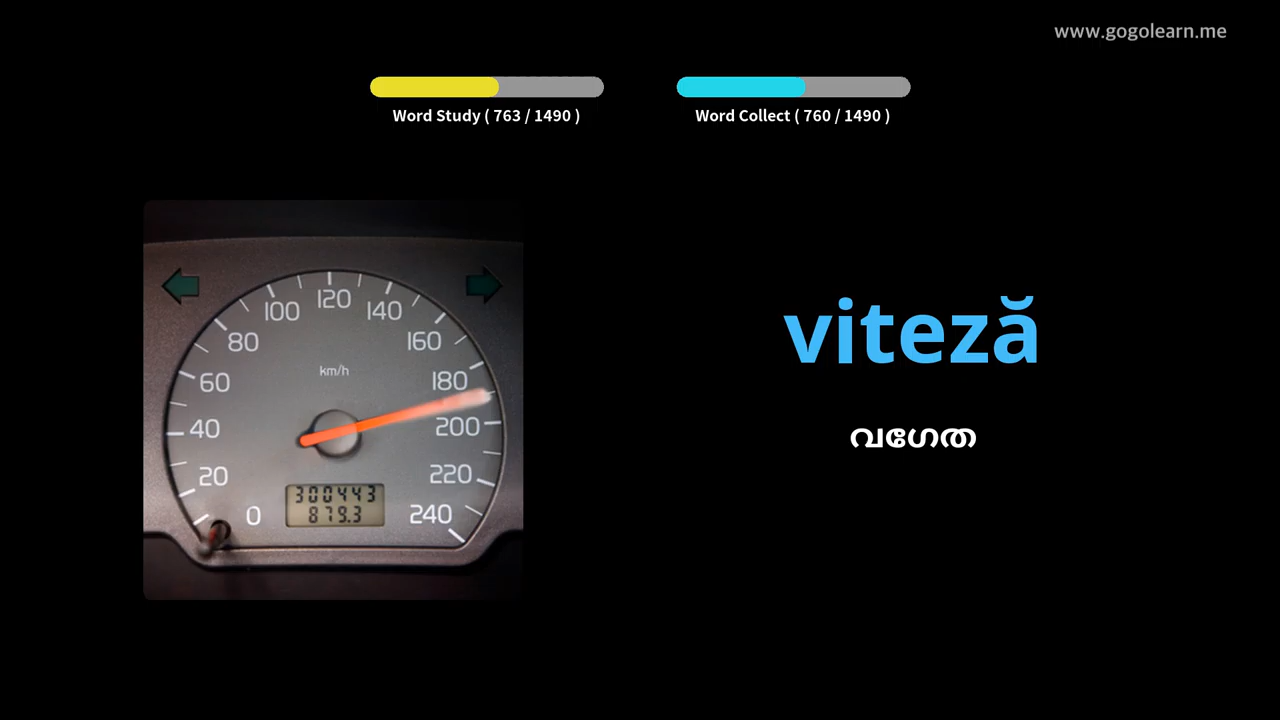 www.gogolearn.me
Word Study ( 763 / 1490 )
Word Collect ( 760 / 1490 )
0
20
40
60
80
100
120
140
160
180
200
220
240
km/h
300443
879.3
viteză
വഗേത